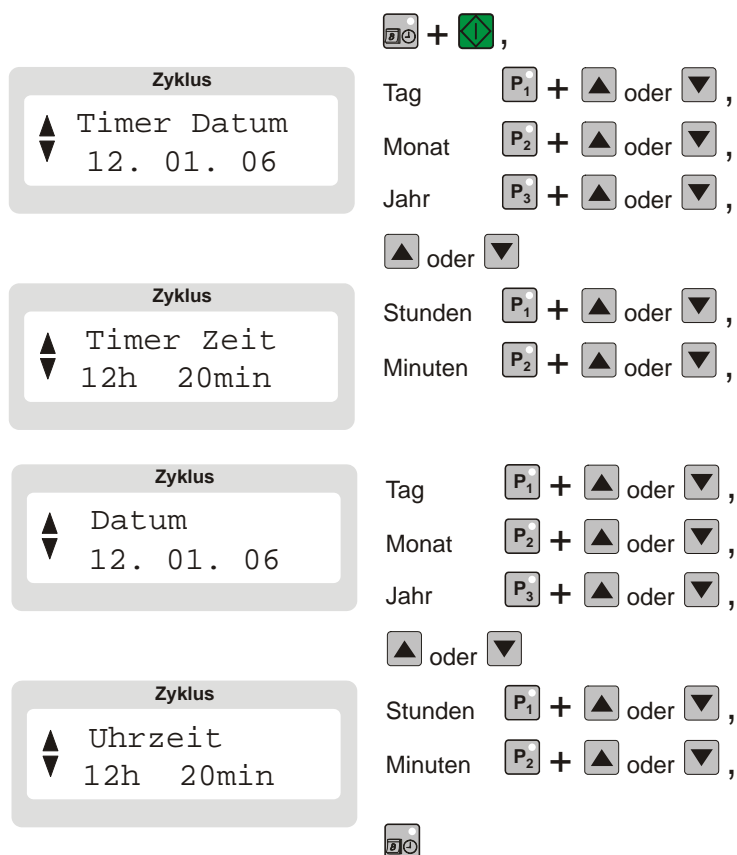 + ,
Zyklus
Timer Datum
12. 01. 06
Tag P1 + ▲ oder ▼ ,
Monat P2 + ▲ oder ▼ ,
Jahr P3 + ▲ oder ▼ ,
▲ oder ▼
Zyklus
Timer Zeit
12h 20min
Stunden P1 + ▲ oder ▼ ,
Minuten P2 + ▲ oder ▼ ,
Zyklus
Datum
12. 01. 06
Tag P1 + ▲ oder ▼ ,
Monat P2 + ▲ oder ▼ ,
Jahr P3 + ▲ oder ▼ ,
▲ oder ▼
Zyklus
Uhrzeit
12h 20min
Stunden P1 + ▲ oder ▼ ,
Minuten P2 + ▲ oder ▼ ,